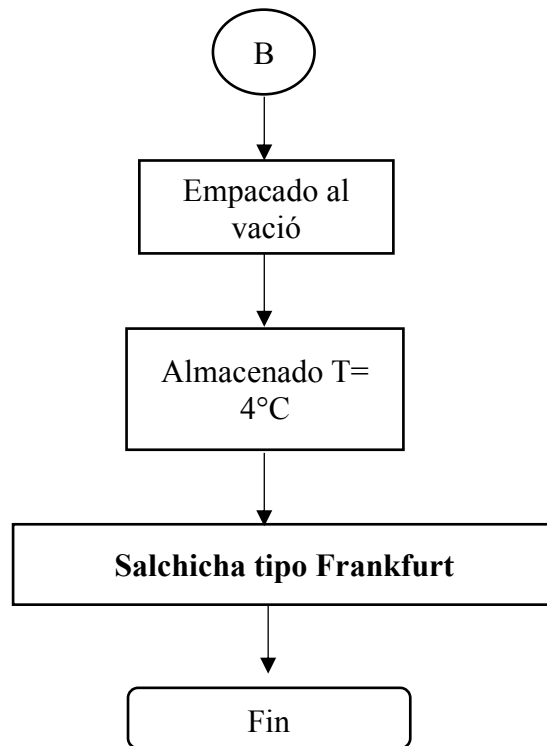 B
Empacado al
vació
Almacenado T=
4°C
Salchicha tipo Frankfurt
Fin